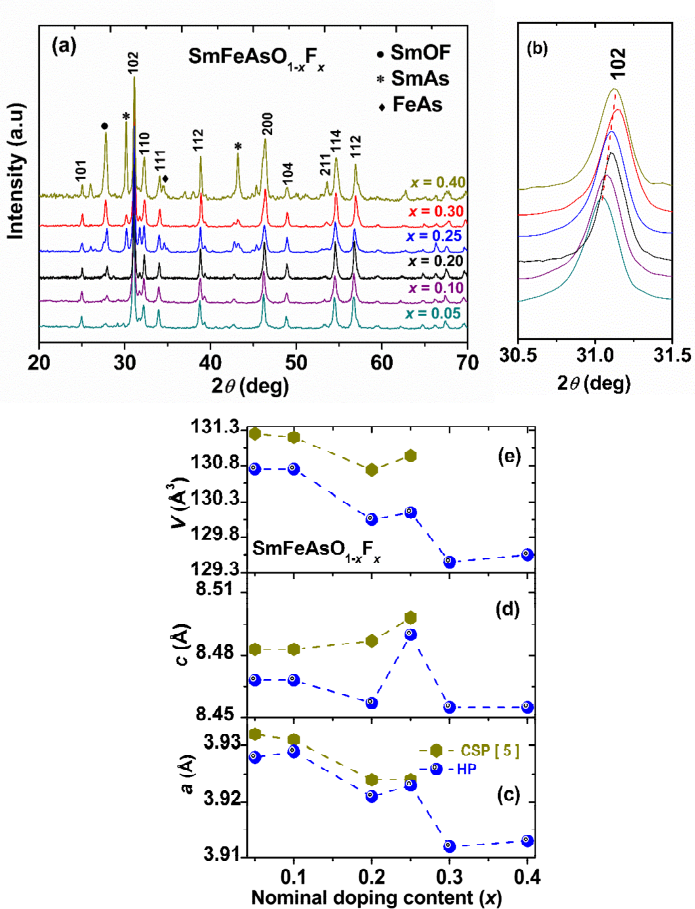 (a) SmFeAsO1-xFx
● SmOF
* SmAs
♦ FeAs
Intensity (a.u)
101 ● * 102 110 111 ♦ 112 * 200 104 211 114 112
x = 0.40
x = 0.30
x = 0.25
x = 0.20
x = 0.10
x = 0.05
20 30 40 50 60 70
2θ (deg)
(b) 102
30.5 31.0 31.5
2θ (deg)
(e)
V (Å3)
131.3
130.8
130.3
129.8
129.3
SmFeAsO1-xFx
(d)
c (Å)
8.51
8.48
8.45
(c)
a (Å)
3.93
3.92
3.91
CSP [ 5 ]
HP
0.1 0.2 0.3 0.4
Nominal doping content (x)